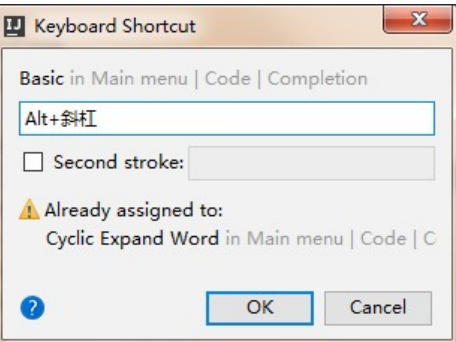 IJ Keyboard Shortcut
Basic in Main menu | Code | Completion
Alt+斜杠
Second stroke:
Already assigned to:
Cyclic Expand Word in Main menu | Code | C
? OK Cancel